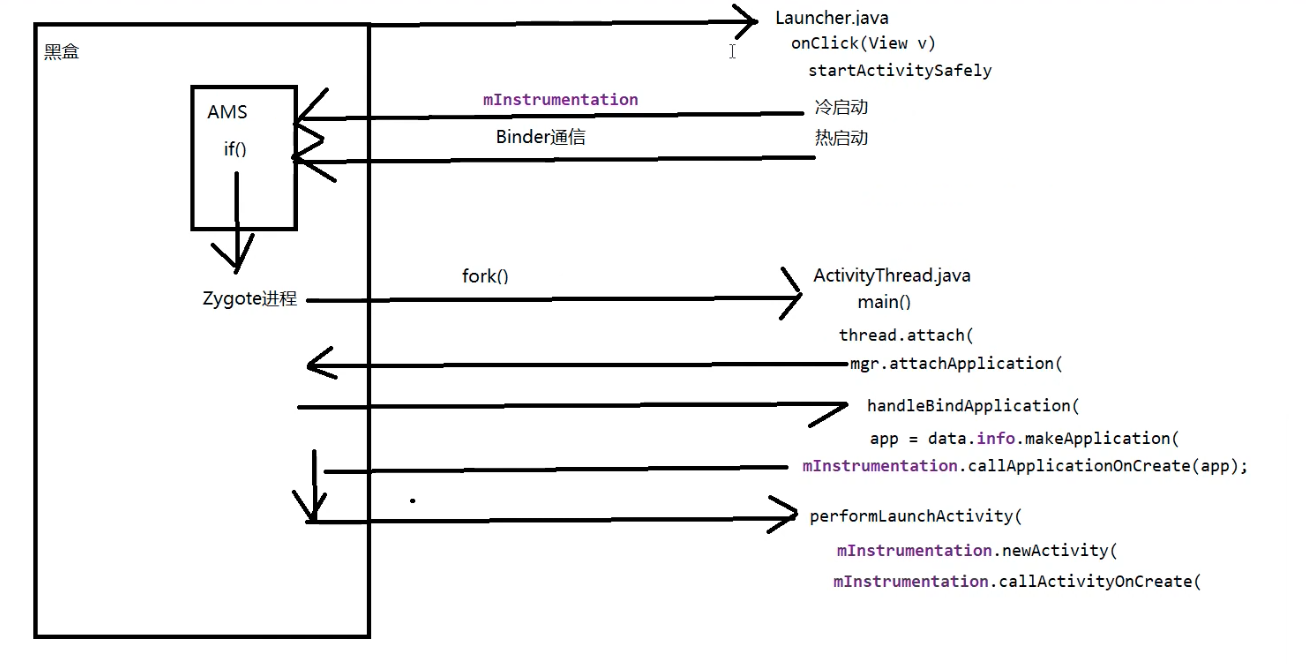 Launcher.java
onClick(View v)
startActivitySafely
黑盒
AMS
if()
mInstrumentation
冷启动
Binder通信
热启动
fork()
Zygote进程
ActivityThread.java
main()
thread.attach(
mgr.attachApplication(
handleBindApplication(
app = data.info.makeApplication(
mInstrumentation.callApplicationOnCreate(app);
performLaunchActivity(
mInstrumentation.newActivity(
mInstrumentation.callActivityOnCreate(